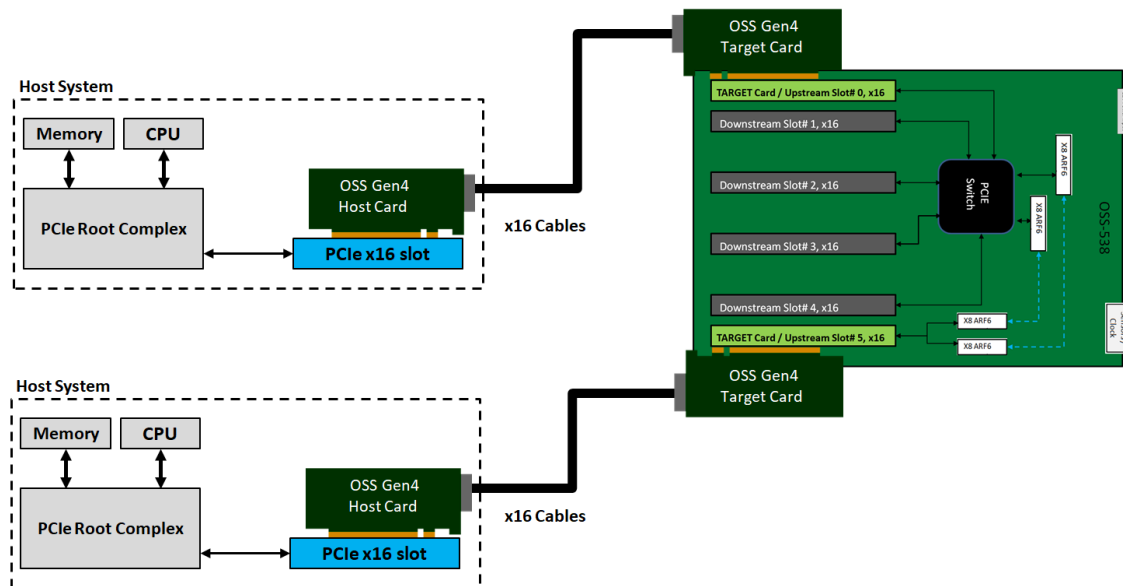 OSS Gen4
Target Card
Host System
Memory
CPU
PCIe Root Complex
OSS Gen4
Host Card
PCIe x16 slot
x16 Cables
TARGET Card / Upstream Slot# 0, x16
Downstream Slot# 1, x16
Downstream Slot# 2, x16
Downstream Slot# 3, x16
Downstream Slot# 4, x16
TARGET Card / Upstream Slot# 5, x16
PCIE
Switch
X8 ARF6
X8 ARF6
X8 ARF6
X8 ARF6
OSS-538
Clock
OSS Gen4
Target Card
Host System
Memory
CPU
PCIe Root Complex
OSS Gen4
Host Card
PCIe x16 slot
x16 Cables